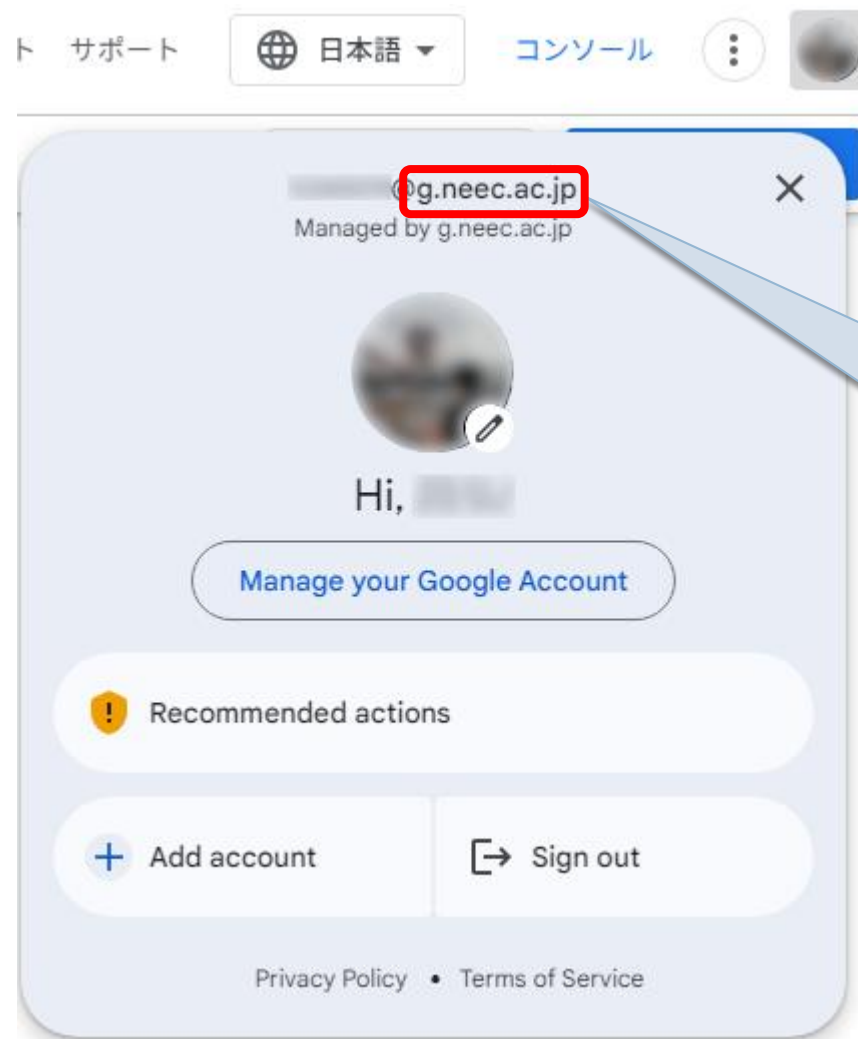 ト サポート 日本語 コンソール
@g.neec.ac.jp
Managed by g.neec.ac.jp
Hi,
Manage your Google Account
Recommended actions
Add account Sign out
Privacy Policy • Terms of Service